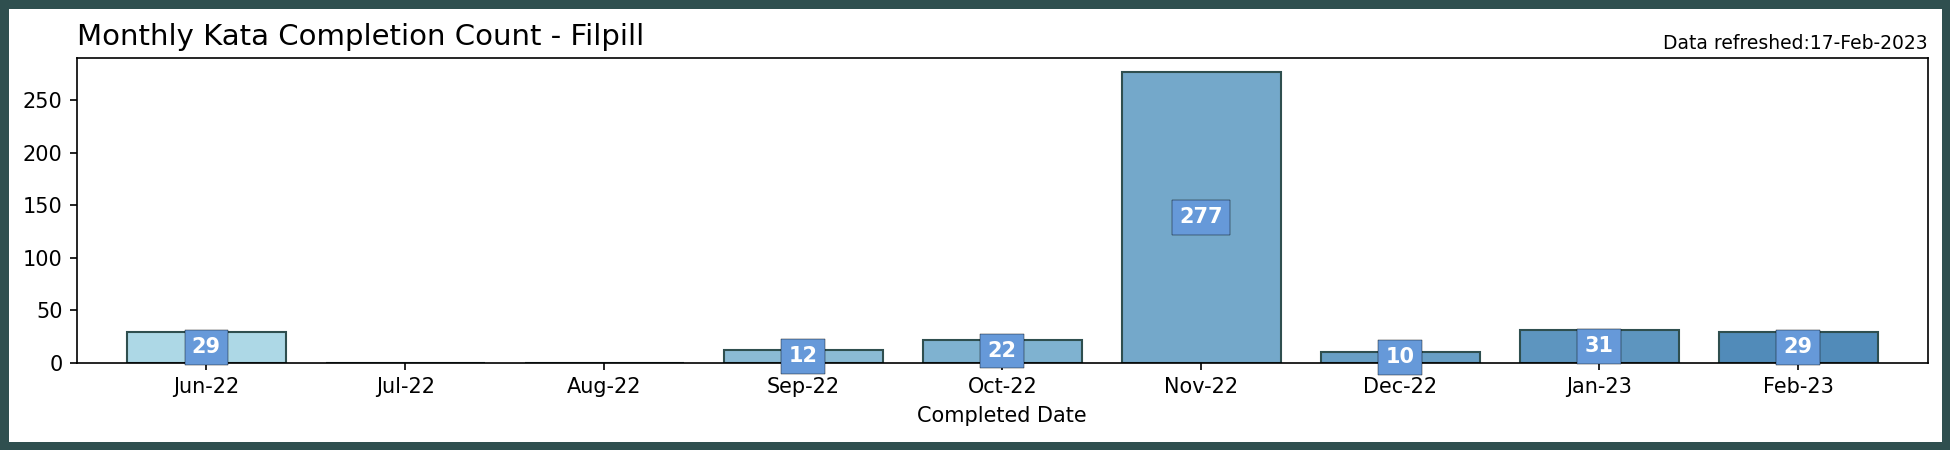 Monthly Kata Completion Count - Filpill
Data refreshed:17-Feb-2023
250
200
150
100
50
0
29
12
22
277
10
31
29
Jun-22
Jul-22
Aug-22
Sep-22
Oct-22
Nov-22
Dec-22
Jan-23
Feb-23
Completed Date